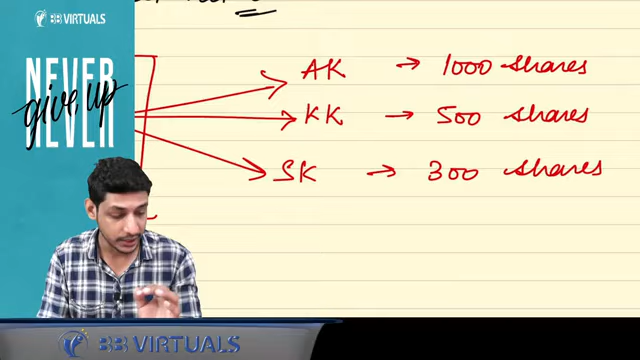 BB VIRTUALS
NEVER
give up
NEVER
AK → 1000 shares
KK → 500 shares
SK → 300 shares
BB VIRTUALS